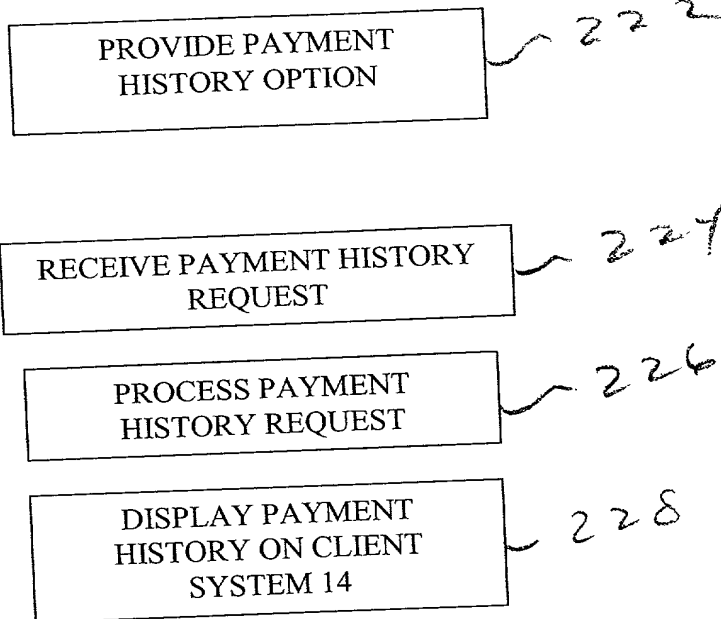 PROVIDE PAYMENT
HISTORY OPTION
222
RECEIVE PAYMENT HISTORY
REQUEST
224
PROCESS PAYMENT
HISTORY REQUEST
226
DISPLAY PAYMENT
HISTORY ON CLIENT
SYSTEM 14
228